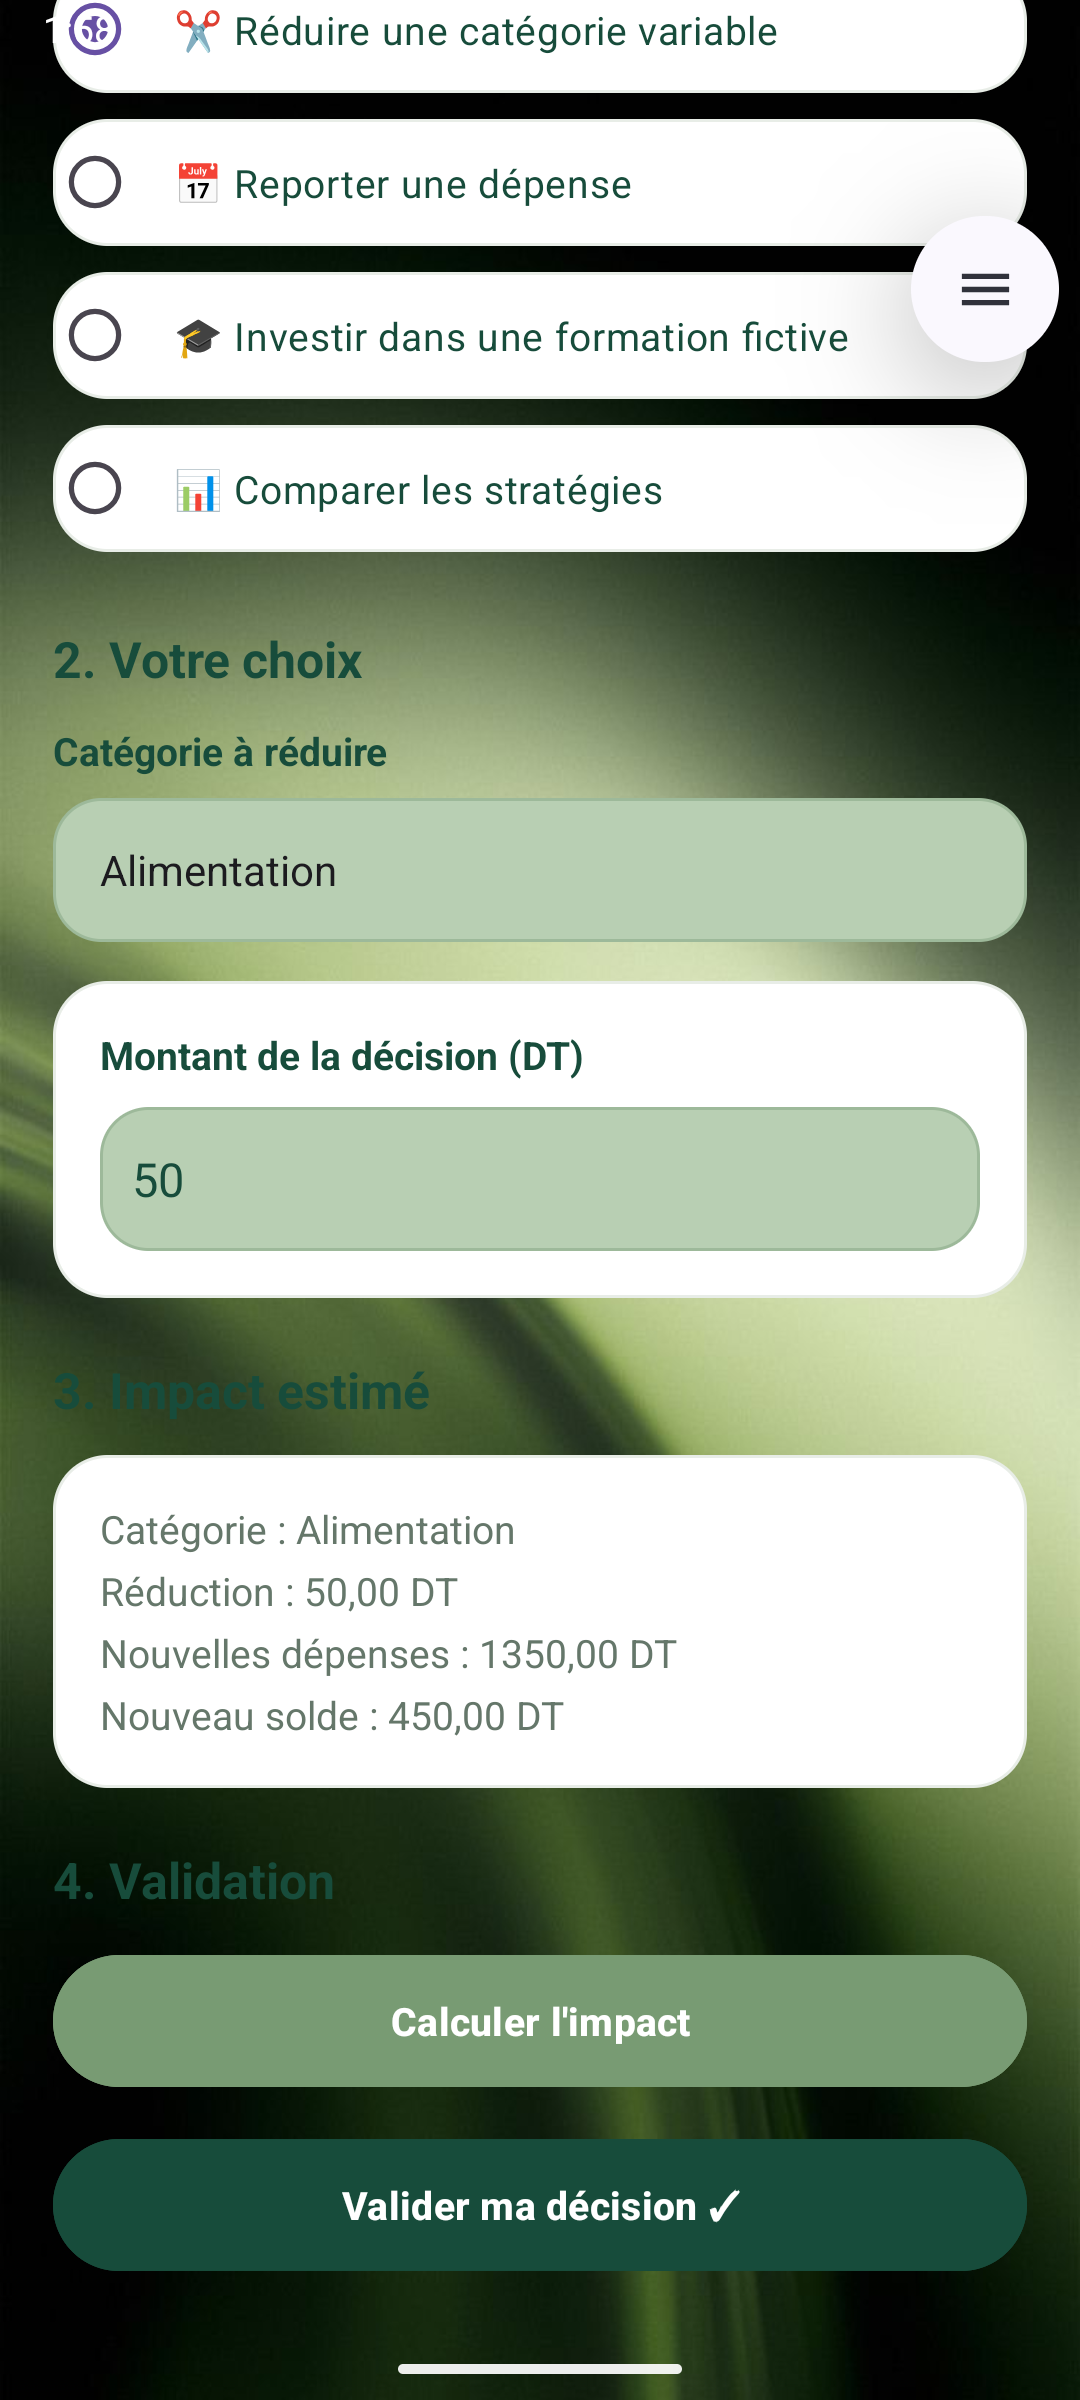 ✂️ Réduire une catégorie variable
July 17 Reporter une dépense
🎓 Investir dans une formation fictive
📊 Comparer les stratégies
2. Votre choix
Catégorie à réduire
Alimentation
Montant de la décision (DT)
50
3. Impact estimé
Catégorie : Alimentation
Réduction : 50,00 DT
Nouvelles dépenses : 1350,00 DT
Nouveau solde : 450,00 DT
4. Validation
Calculer l'impact
Valider ma décision ✓